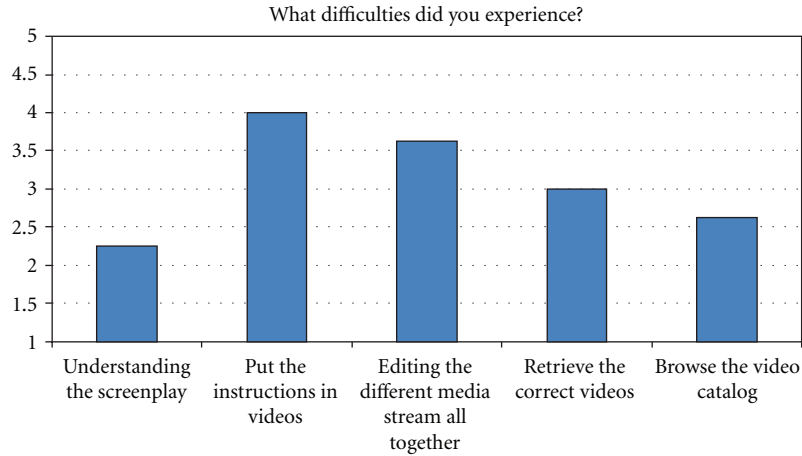 What difficulties did you experience?
5
4.5
4
3.5
3
2.5
2
1.5
1
Understanding
the screenplay
Put the
instructions in
videos
Editing the
different media
stream all
together
Retrieve the
correct videos
Browse the video
catalog